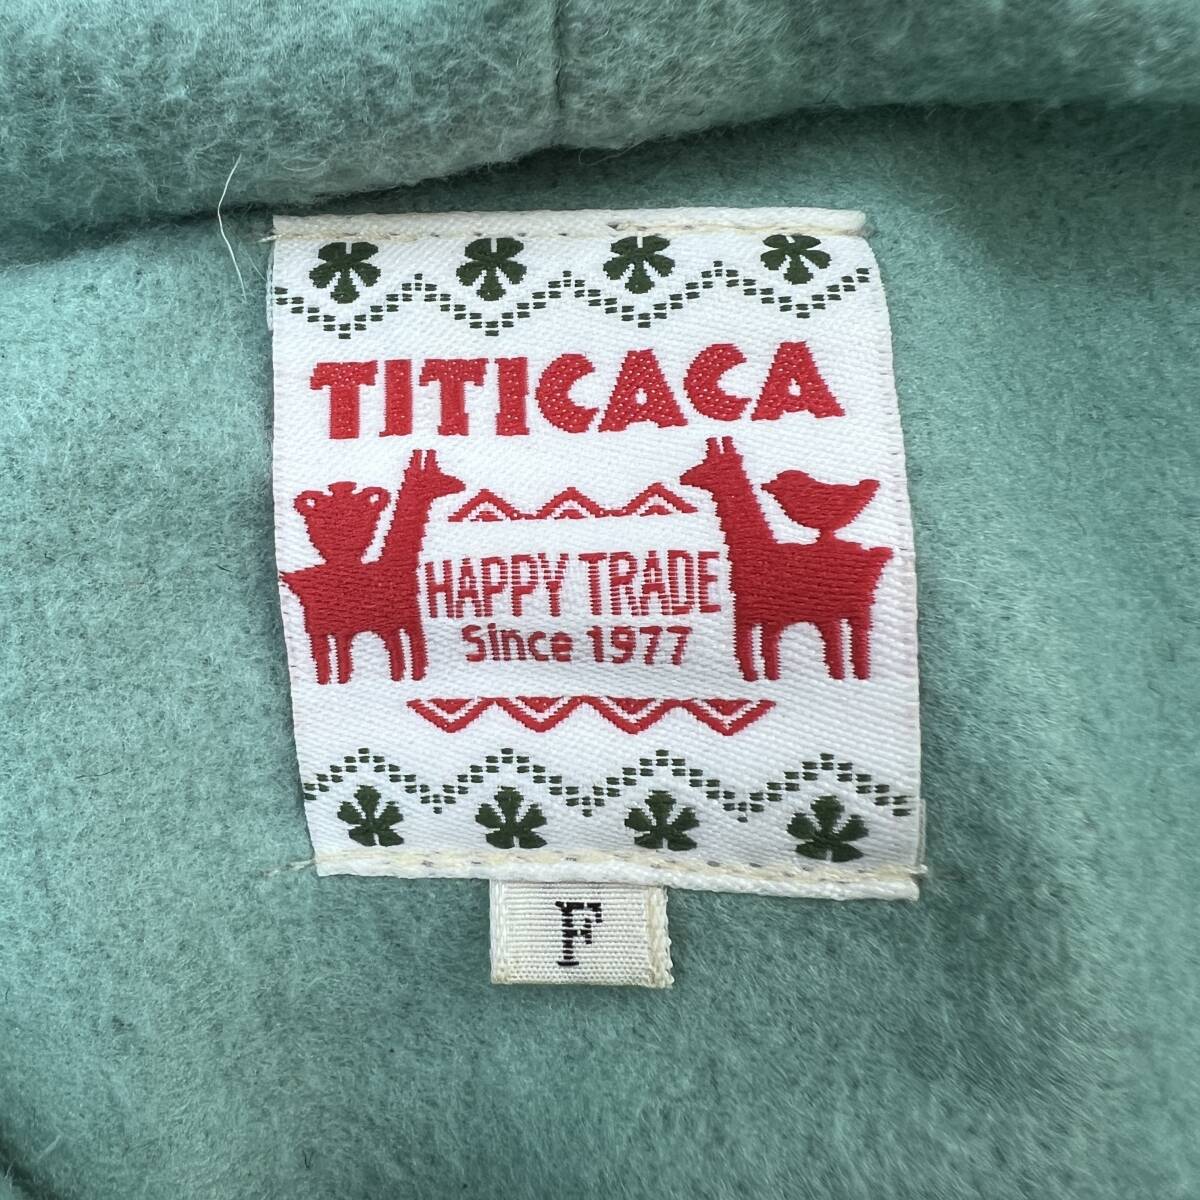 TITICACA
HAPPY TRADE
Since 1977
F